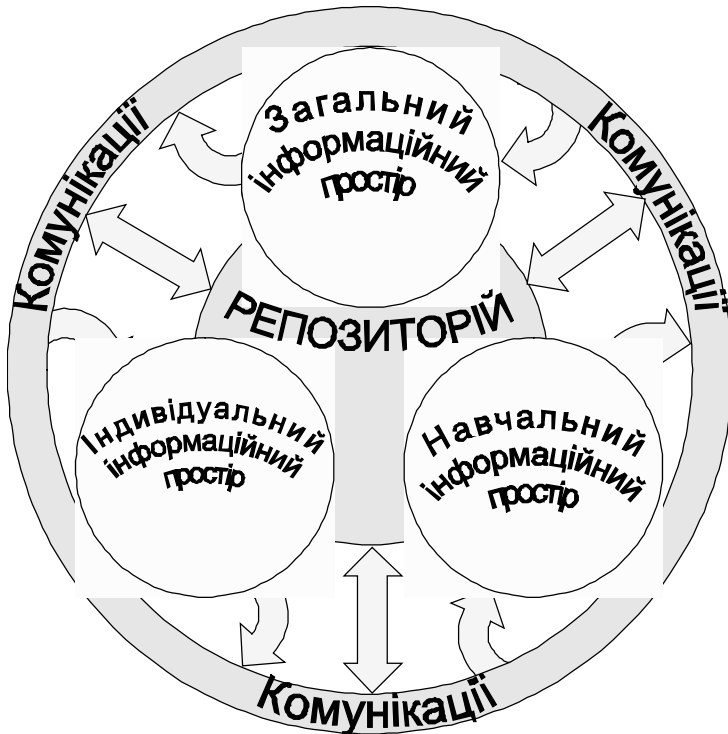 Загальний
інформаційний
простір
Комунікації
Комунікації
РЕПОЗИТОРІЙ
Індивідуальний
інформаційний
простір
Навчальний
інформаційний
простір
Комунікації